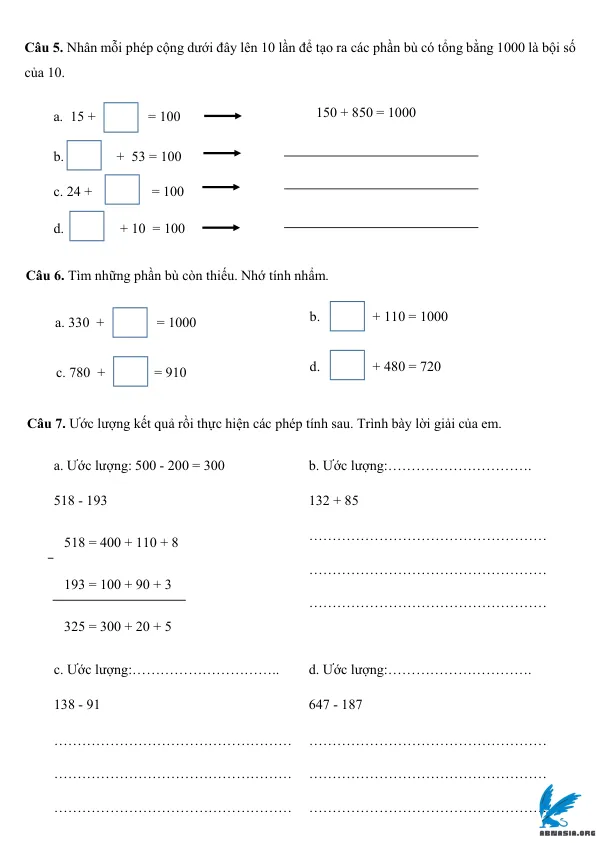 Câu 5. Nhân mỗi phép cộng dưới đây lên 10 lần để tạo ra các phần bù có tổng bằng 1000 là bội số
của 10.
a. 15 + = 100 150 + 850 = 1000
b. + 53 = 100
c. 24 + = 100
d. + 10 = 100
Câu 6. Tìm những phần bù còn thiếu. Nhớ tính nhẩm.
a. 330 + = 1000 b. + 110 = 1000
c. 780 + = 910 d. + 480 = 720
Câu 7. Ước lượng kết quả rồi thực hiện các phép tính sau. Trình bày lời giải của em.
a. Ước lượng: 500 - 200 = 300 b. Ước lượng:………………………….
518 - 193 132 + 85
518 = 400 + 110 + 8
-
193 = 100 + 90 + 3
325 = 300 + 20 + 5
c. Ước lượng:………………………….. d. Ước lượng:………………………….
138 - 91 647 - 187
ABNASIA.ORG